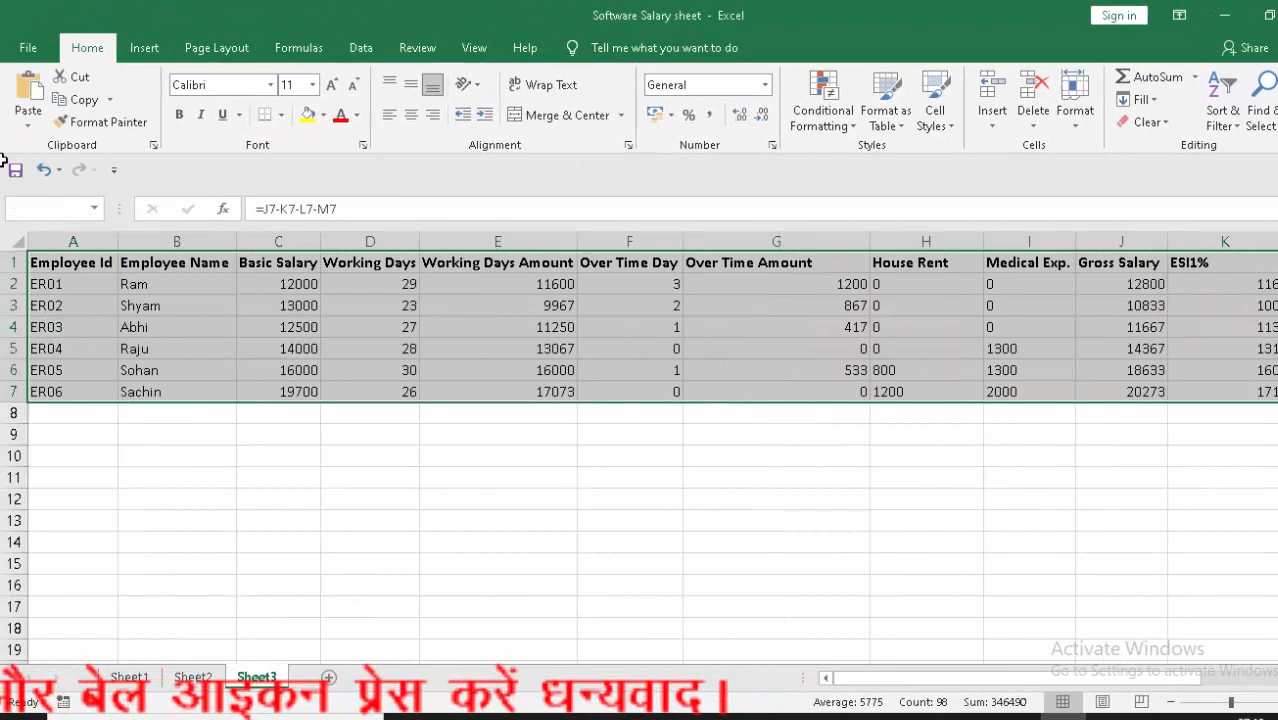 Software Salary sheet - Excel
Sign in
File Home Insert Page Layout Formulas Data Review View Help Tell me what you want to do Share
Paste Cut Copy Format Painter Clipboard
Calibri 11 B I U Font
Wrap Text Merge & Center Alignment
General % , Number
Conditional Formatting Format as Table Cell Styles Styles
Insert Delete Format Cells
AutoSum Fill Clear Sort & Filter Find & Editing
fx =J7-K7-L7-M7
A B C D E F G H I J K
1 Employee Id Employee Name Basic Salary Working Days Working Days Amount Over Time Day Over Time Amount House Rent Medical Exp. Gross Salary ESI1%
2 ER01 Ram 12000 29 11600 3 1200 0 0 12800 116
3 ER02 Shyam 13000 23 9967 2 867 0 0 10833 100
4 ER03 Abhi 12500 27 11250 1 417 0 0 11667 113
5 ER04 Raju 14000 28 13067 0 0 0 1300 14367 131
6 ER05 Sohan 16000 30 16000 1 533 800 1300 18633 160
7 ER06 Sachin 19700 26 17073 0 0 1200 2000 20273 171
8
9
10
11
12
13
14
15
16
17
18
19
Activate Windows
Go to Settings to activate Windows
Sheet1 Sheet2 Sheet3
और बेल आइकन प्रेस करें धन्यवाद।
Ready Average: 5775 Count: 98 Sum: 346490